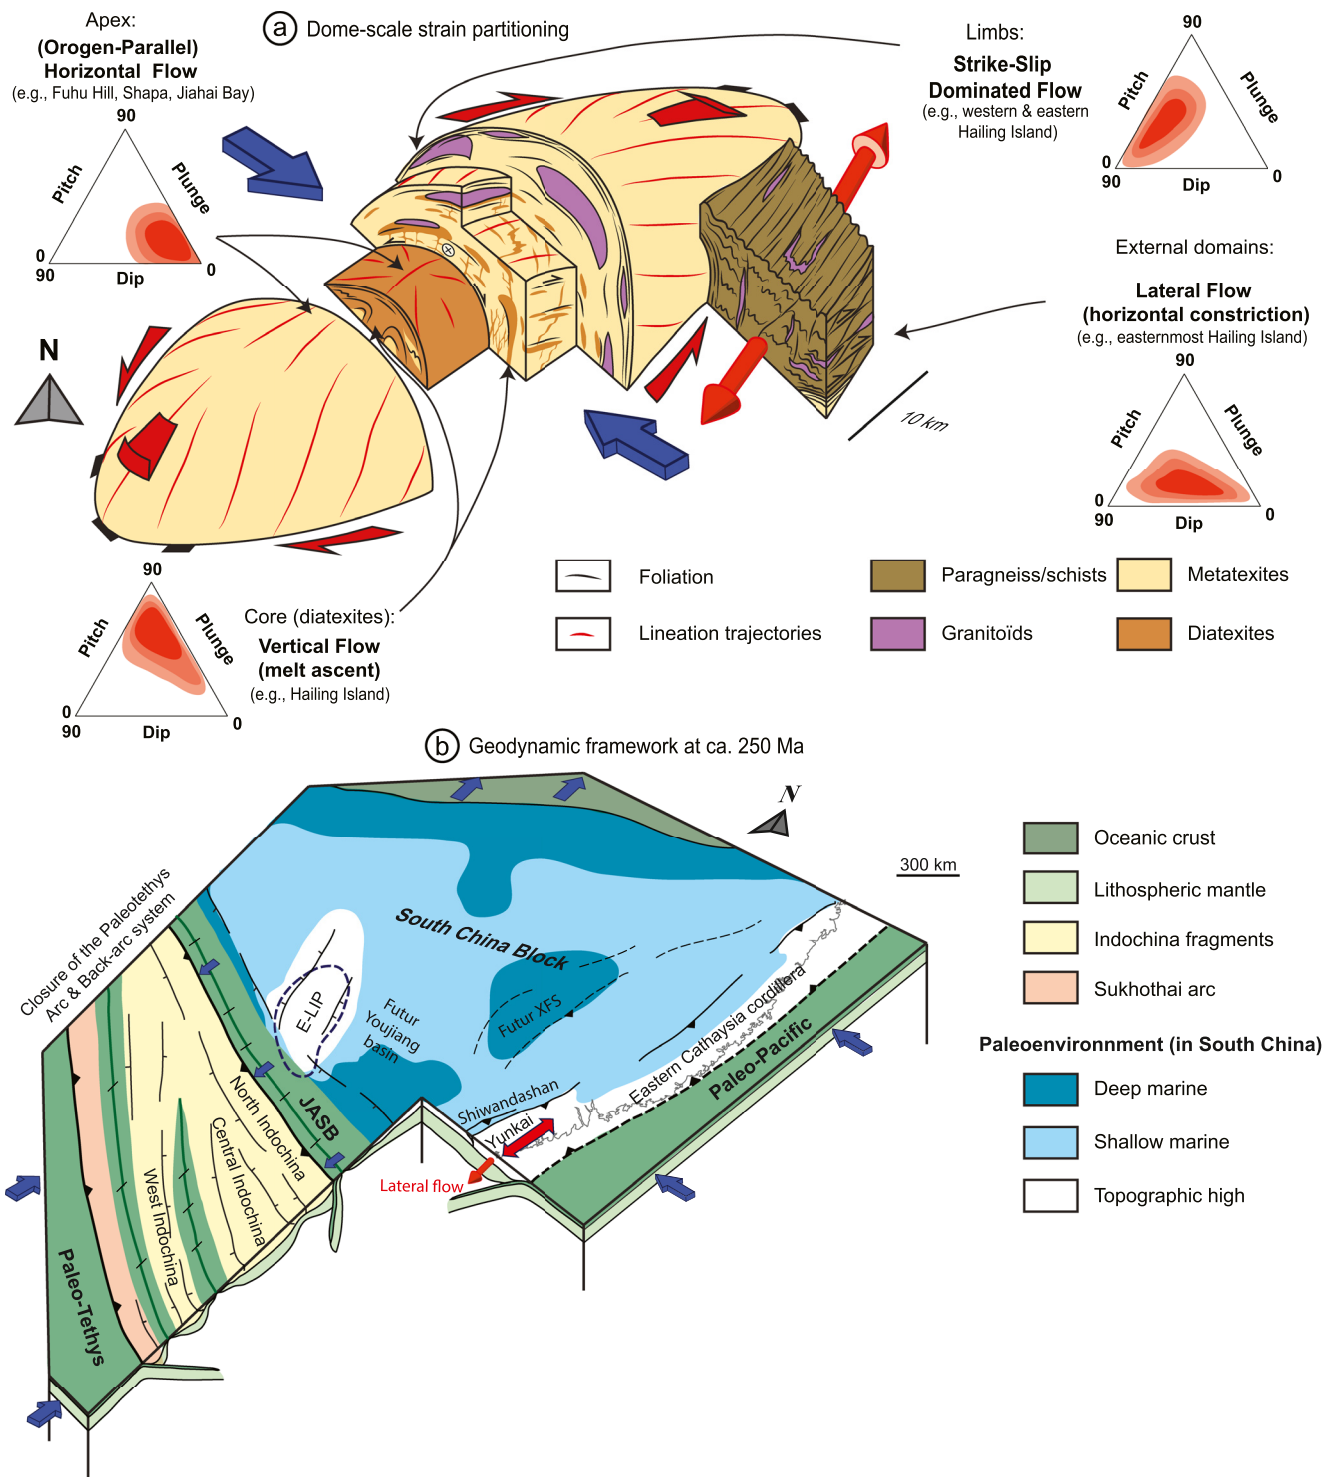 a Dome-scale strain partitioning
Apex:
(Orogen-Parallel)
Horizontal Flow
(e.g., Fuhu Hill, Shapa, Jiahai Bay)
90
Pitch
Plunge
0
90
Dip
0
Limbs:
Strike-Slip
Dominated Flow
(e.g., western & eastern
Hailing Island)
90
Pitch
Plunge
0
90
Dip
0
External domains:
Lateral Flow
(horizontal constriction)
(e.g., easternmost Hailing Island)
90
Pitch
Plunge
0
90
Dip
0
N
10 km
90
Pitch
Plunge
0
90
Dip
0
Core (diatexites):
Vertical Flow
(melt ascent)
(e.g., Hailing Island)
Foliation
Lineation trajectories
Paragneiss/schists
Granitoïds
Metatexites
Diatexites
b Geodynamic framework at ca. 250 Ma
N
300 km
Closure of the Paleotethys
Arc & Back-arc system
South China Block
E-LIP
Futur
Youjiang
basin
Futur XFS
Eastern Cathaysia cordillera
Paleo-Pacific
Shiwandashan
Yunkai
Lateral flow
JASB
North Indochina
Central Indochina
West Indochina
Paleo-Tethys
Oceanic crust
Lithospheric mantle
Indochina fragments
Sukhothai arc
Paleoenvironnment (in South China)
Deep marine
Shallow marine
Topographic high